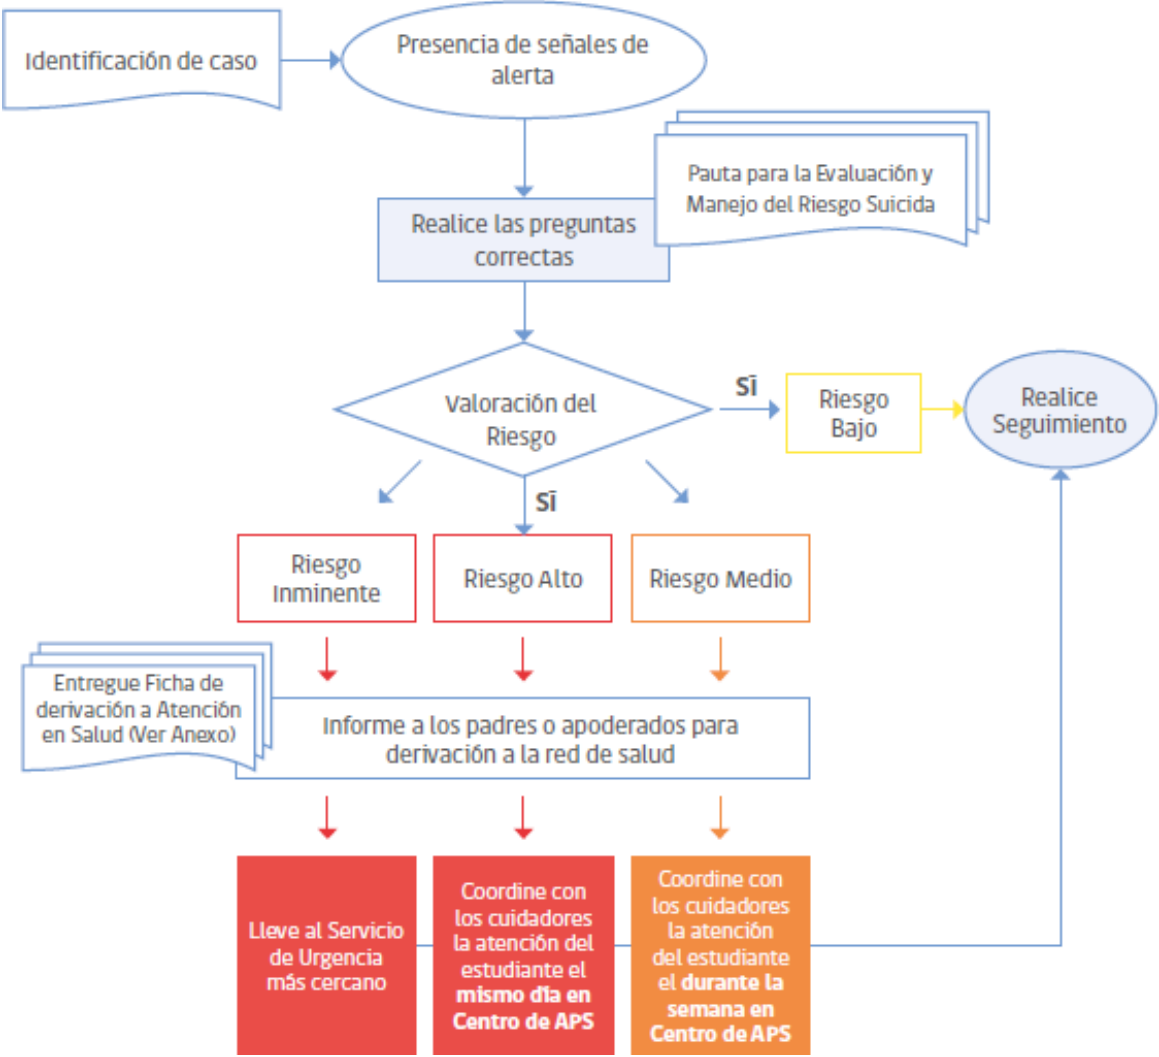 Identificación de caso
Presencia de señales de
alerta
Pauta para la Evaluación y
Manejo del Riesgo Suicida
Realice las preguntas
correctas
Valoración del
Riesgo
SÍ
Riesgo
Bajo
Realice
Seguimiento
SÍ
Riesgo
Inminente
Riesgo Alto
Riesgo Medio
Entregue Ficha de
derivación a Atención
en Salud (Ver Anexo)
Informe a los padres o apoderados para
derivación a la red de salud
Lleve al Servicio
de Urgencia
más cercano
Coordine con
los cuidadores
la atención del
estudiante el
mismo día en
Centro de APS
Coordine con
los cuidadores
la atención
del estudiante
el durante la
semana en
Centro de APS